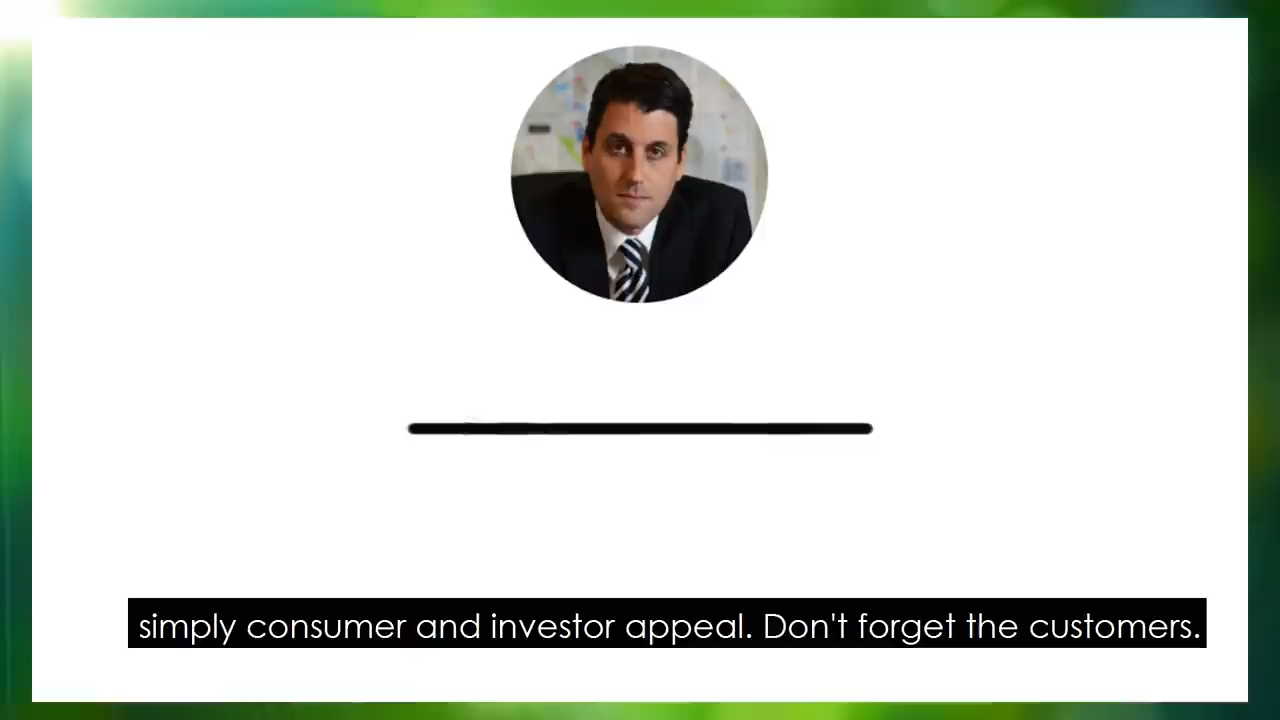 simply consumer and investor appeal. Don't forget the customers.